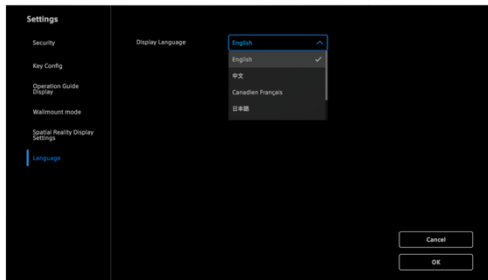 Settings
Security
Key Config
Operation Guide
Display
Wallmount mode
Spatial Reality Display
Settings
Language
Display Language
English
English
中文
Canadien Français
日本語
Cancel
OK